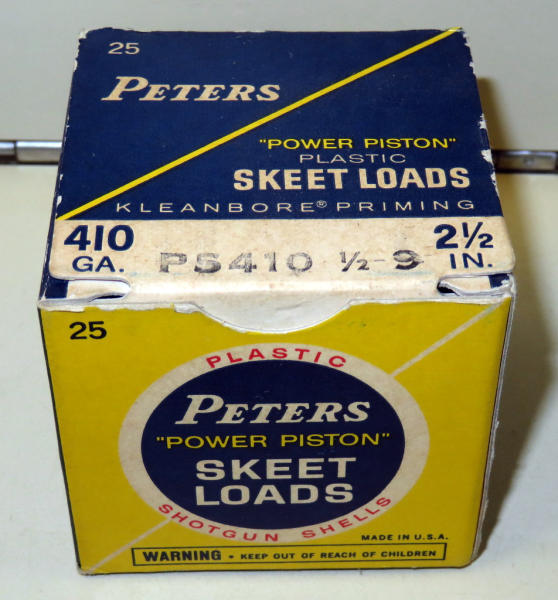 25
PETERS
"POWER PISTON"
PLASTIC
SKEET LOADS
KLEANBORE® PRIMING
410 2½
GA. PS410 ½-9 IN.
25
PLASTIC
PETERS
"POWER PISTON"
SKEET
LOADS
SHOTGUN SHELLS
MADE IN U.S.A.
WARNING • KEEP OUT OF REACH OF CHILDREN